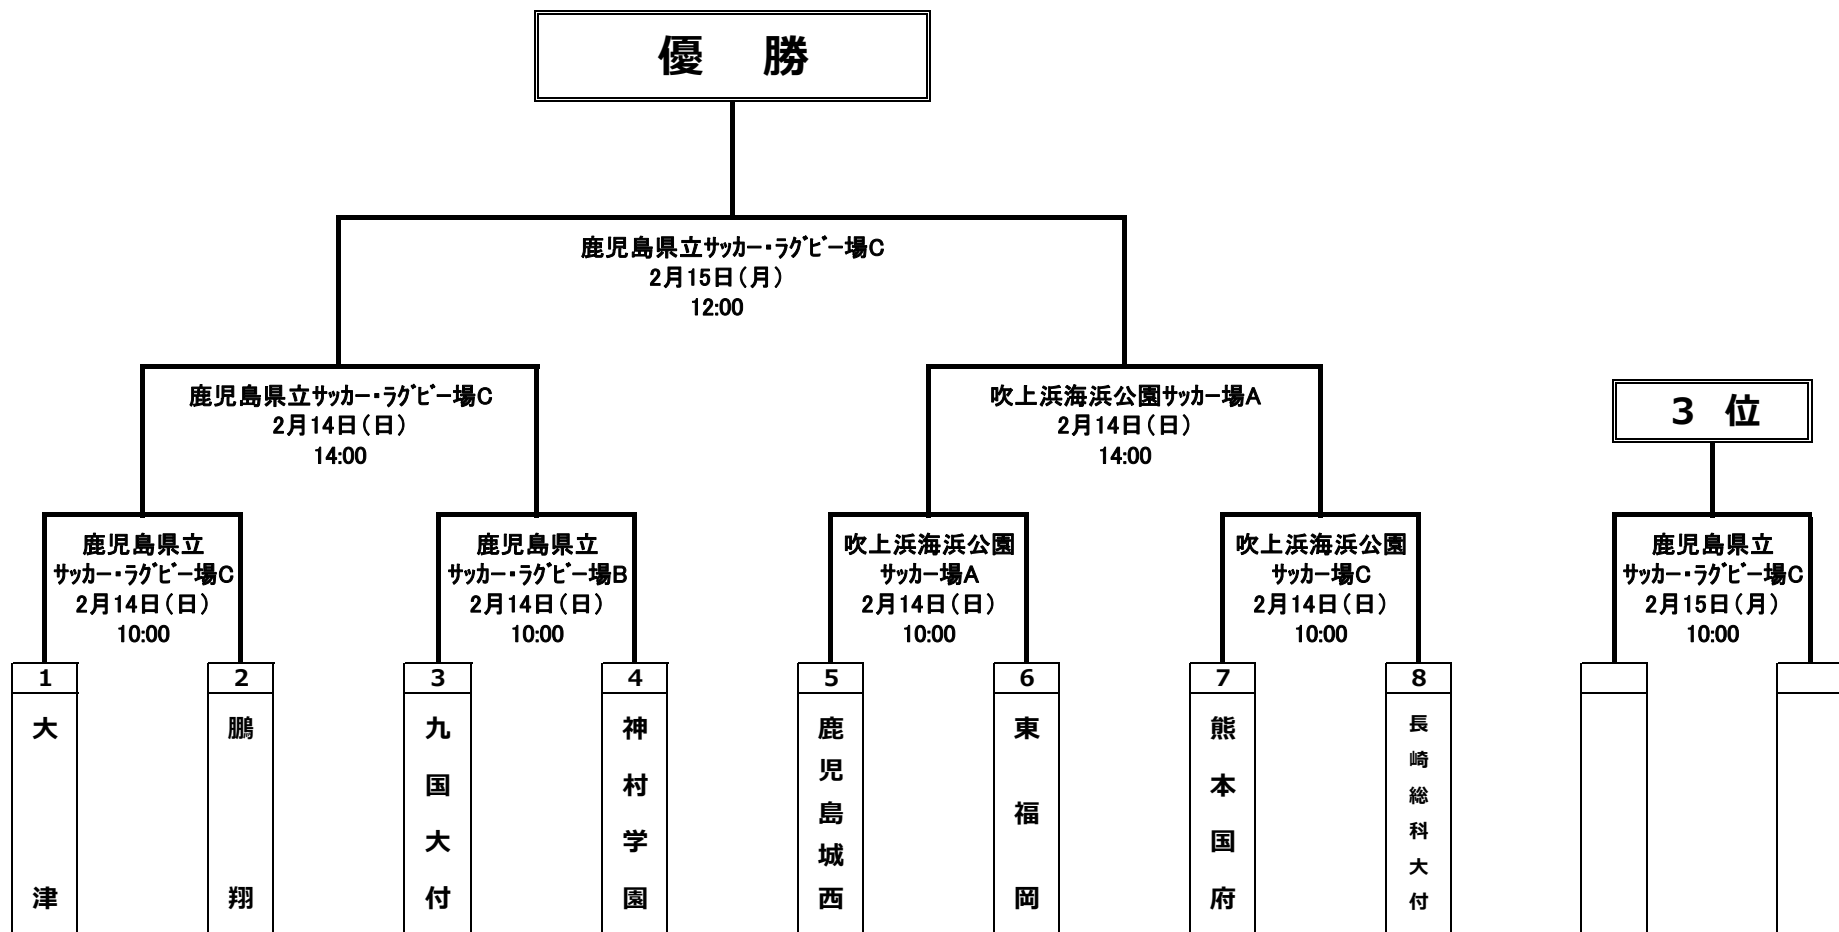 優 勝
鹿児島県立サッカー・ラグビー場C
2月15日(月)
12:00
鹿児島県立サッカー・ラグビー場C
2月14日(日)
14:00
吹上浜海浜公園サッカー場A
2月14日(日)
14:00
3 位
鹿児島県立
サッカー・ラグビー場C
2月14日(日)
10:00
鹿児島県立
サッカー・ラグビー場B
2月14日(日)
10:00
吹上浜海浜公園
サッカー場A
2月14日(日)
10:00
吹上浜海浜公園
サッカー場C
2月14日(日)
10:00
鹿児島県立
サッカー・ラグビー場C
2月15日(月)
10:00
1
大津
2
鵬翔
3
九国大付
4
神村学園
5
鹿児島城西
6
東福岡
7
熊本国府
8
長崎総科大付